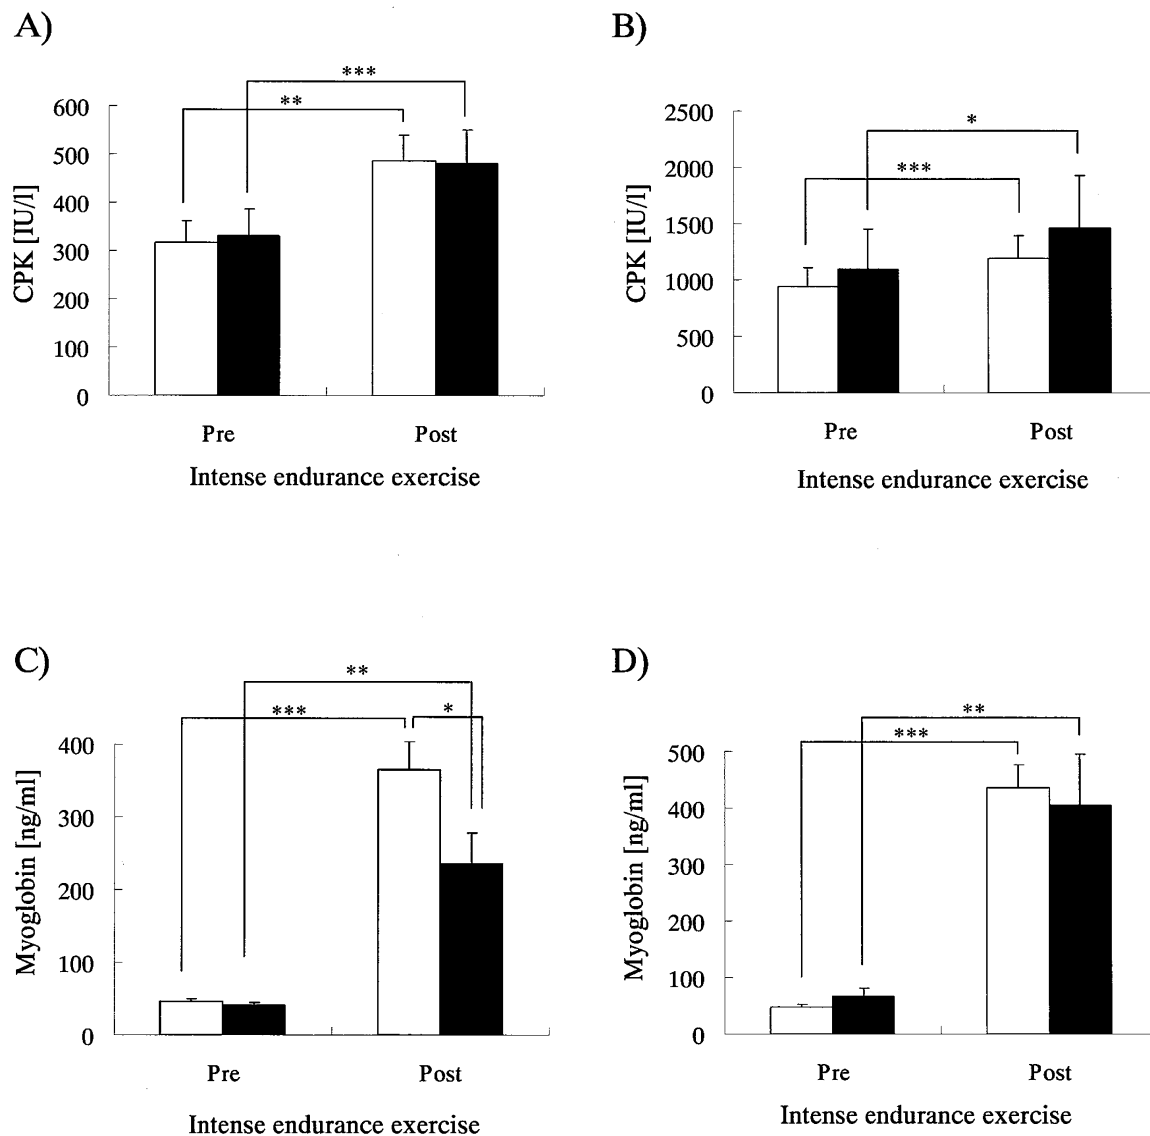 A)
***
**
600
500
400
300
200
100
0
CPK [IU/l]
Pre
Post
Intense endurance exercise
B)
*
***
2500
2000
1500
1000
500
0
CPK [IU/l]
Pre
Post
Intense endurance exercise
C)
**
***
*
400
300
200
100
0
Myoglobin [ng/ml]
Pre
Post
Intense endurance exercise
D)
**
***
500
400
300
200
100
0
Myoglobin [ng/ml]
Pre
Post
Intense endurance exercise